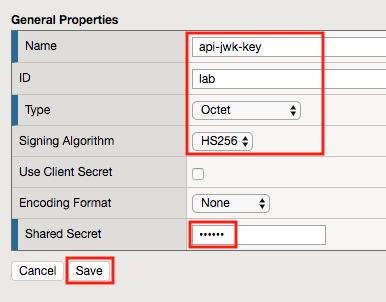 General Properties
Name api-jwk-key
ID lab
Type Octet
Signing Algorithm HS256
Use Client Secret
Encoding Format None
Shared Secret ••••••
Cancel Save